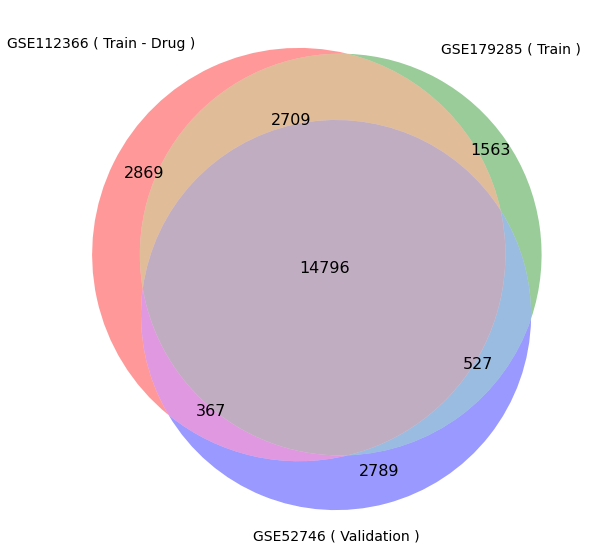 GSE112366 ( Train - Drug )
GSE179285 ( Train )
2709
1563
2869
14796
527
367
2789
GSE52746 ( Validation )